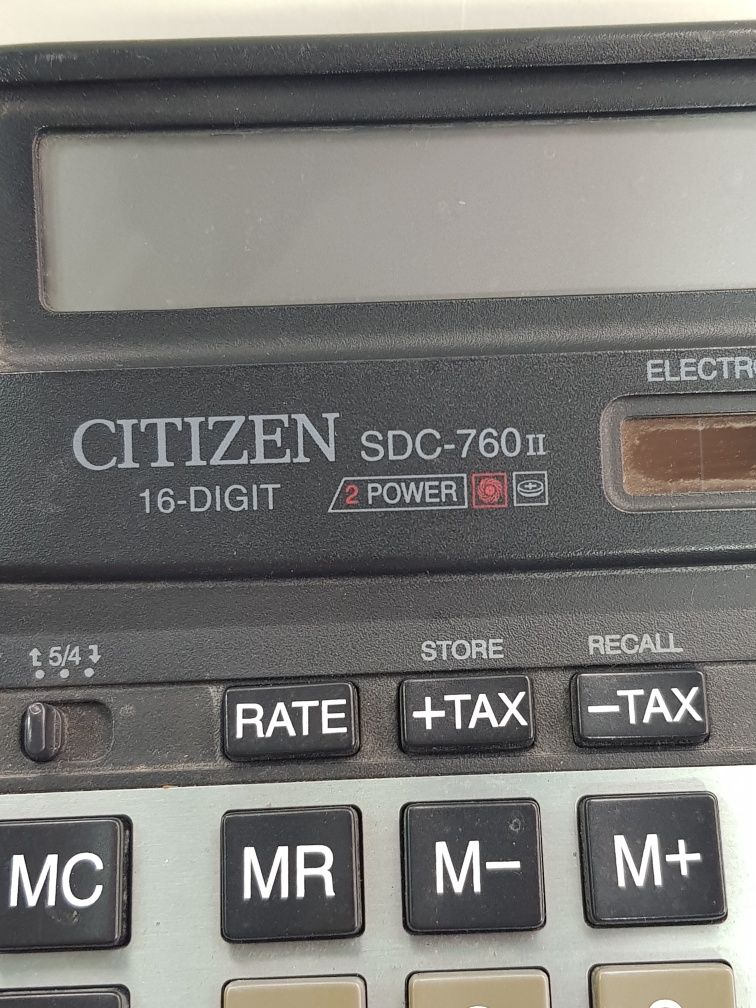 ELECTRO
CITIZEN SDC-760II
16-DIGIT 2 POWER
STORE RECALL
5/4
RATE +TAX −TAX
MC MR M− M+